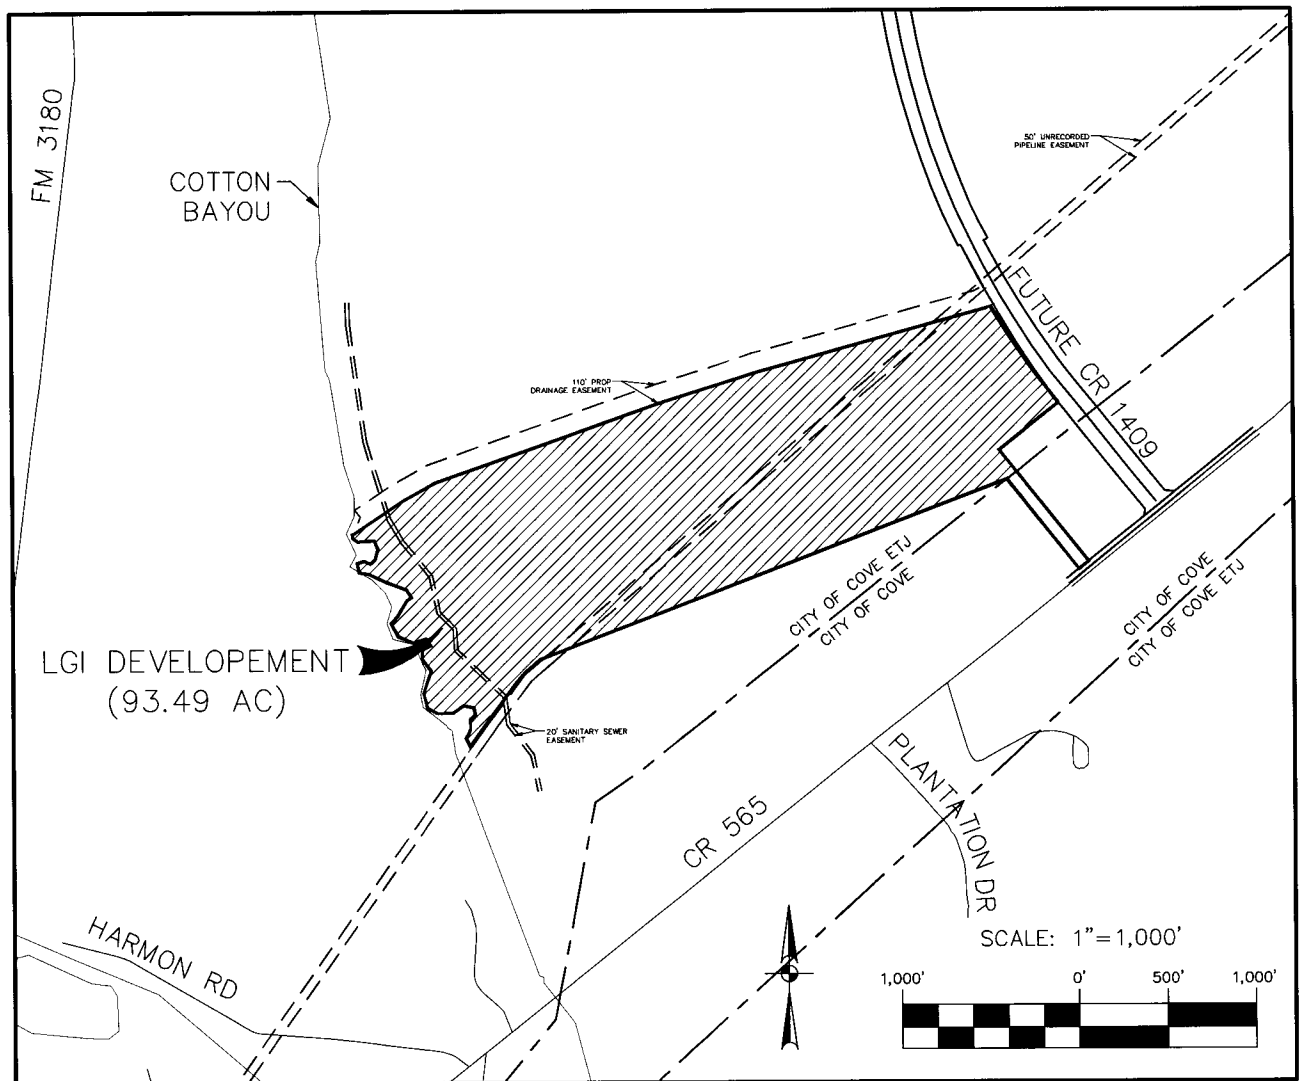 FM 3180
COTTON
BAYOU
50' UNRECORDED
PIPELINE EASEMENT
FUTURE CR 1409
110' PROP
DRAINAGE EASEMENT
CITY OF COVE ETJ
CITY OF COVE
CITY OF COVE
CITY OF COVE ETJ
LGI DEVELOPEMENT
(93.49 AC)
20' SANITARY SEWER
EASEMENT
PLANTATION DR
CR 565
HARMON RD
SCALE: 1"=1,000'
1,000' 0' 500' 1,000'